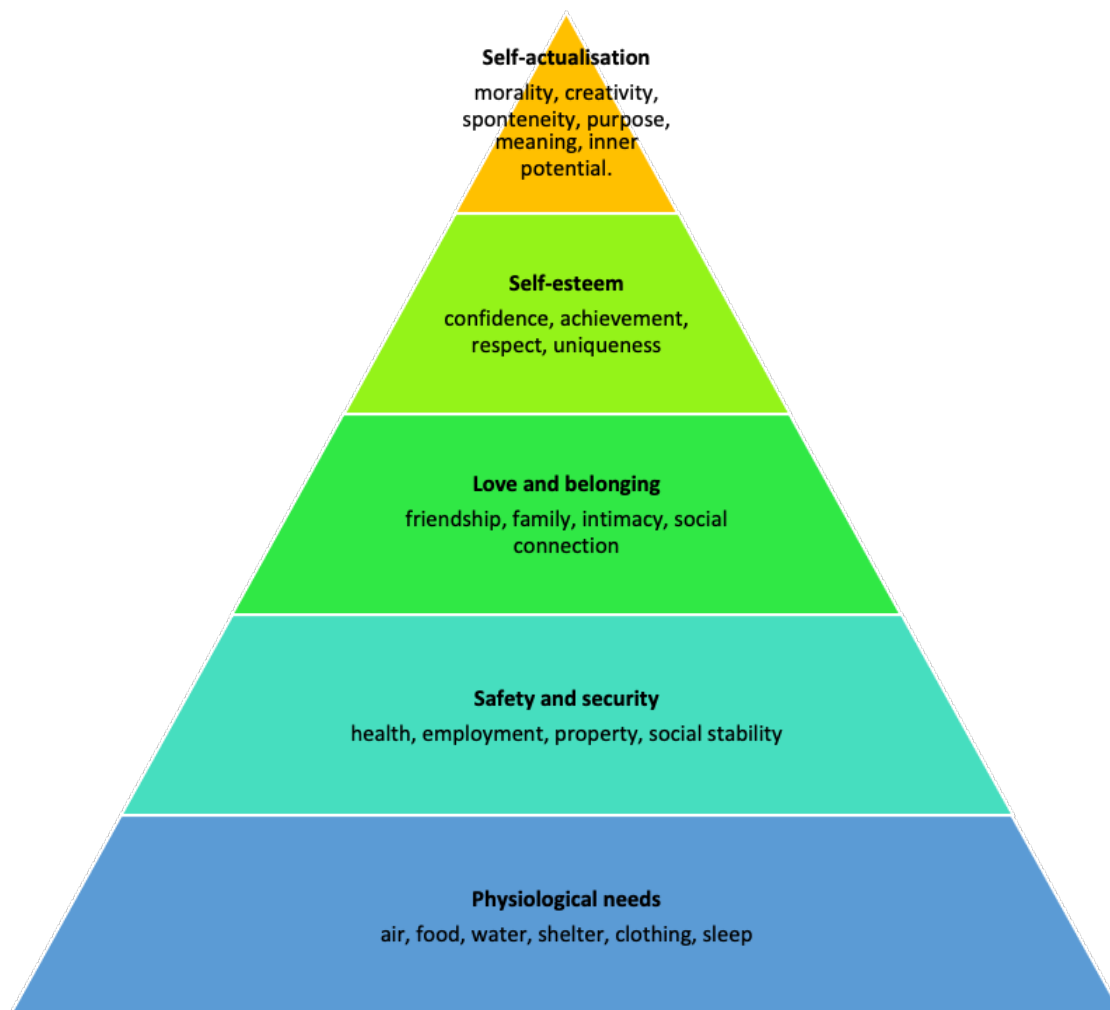 Self-actualisation
morality, creativity,
sponteneity, purpose,
meaning, inner
potential.
Self-esteem
confidence, achievement,
respect, uniqueness
Love and belonging
friendship, family, intimacy, social
connection
Safety and security
health, employment, property, social stability
Physiological needs
air, food, water, shelter, clothing, sleep